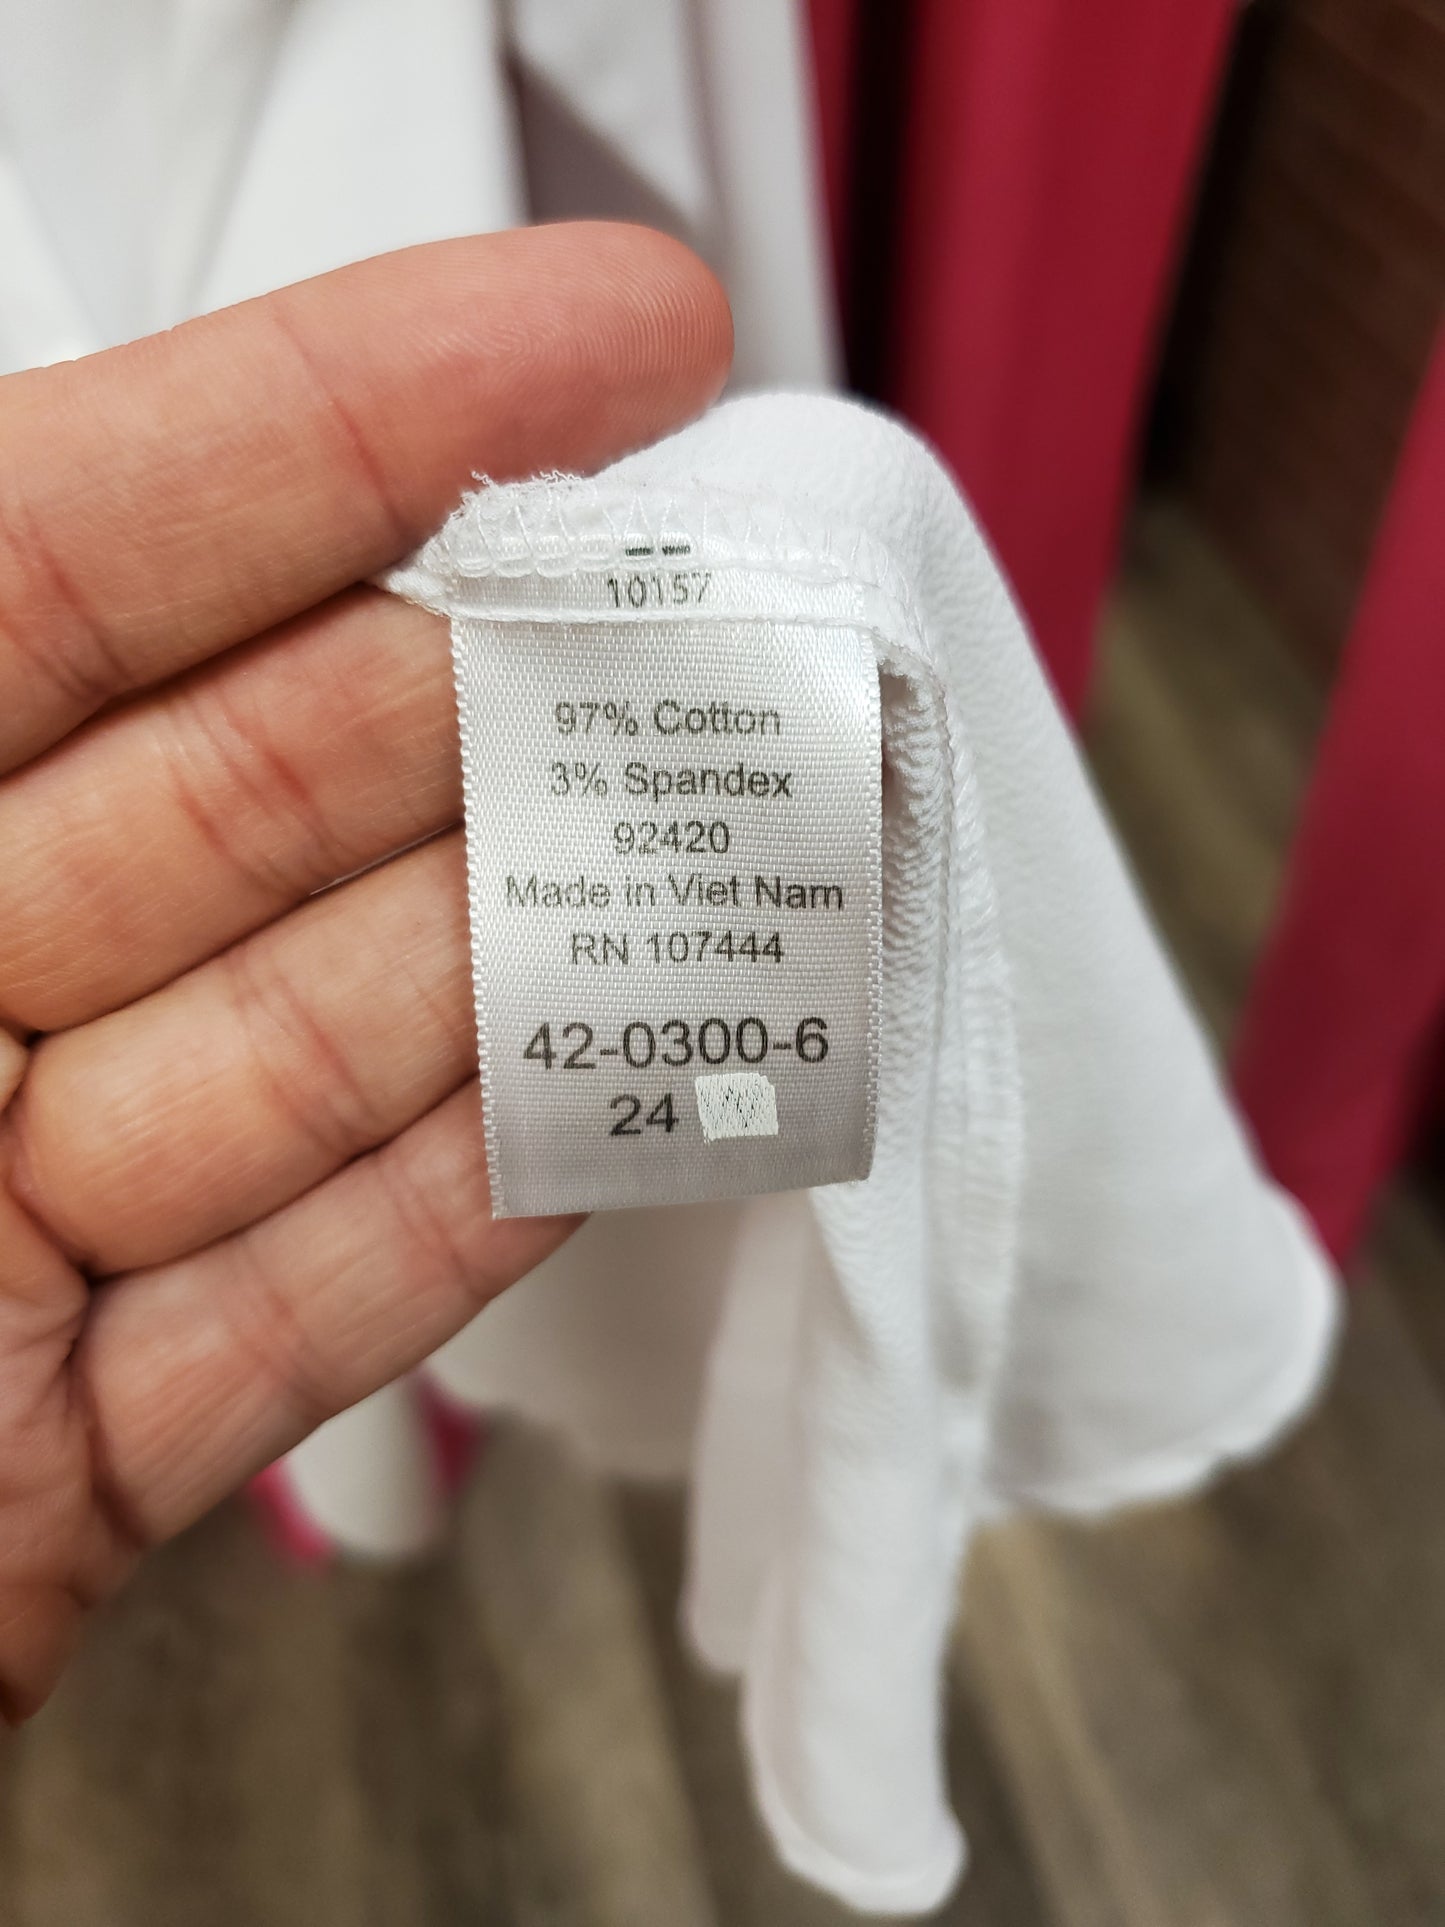 10157
97% Cotton
3% Spandex
92420
Made in Viet Nam
RN 107444
42-0300-6
24